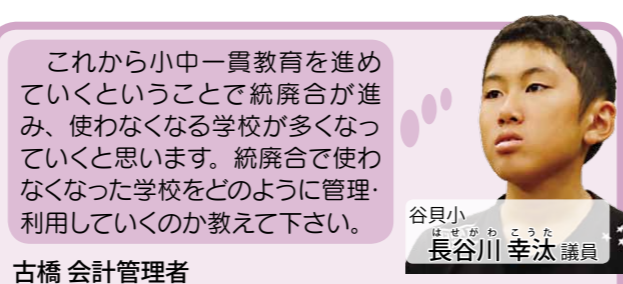 これから小中一貫教育を進め
ていくということで統廃合が進
み、使わなくなる学校が多くなっ
ていくと思います。統廃合で使わ
なくなった学校をどのように管理･
利用していくのか教えて下さい。
谷貝小
はせがわ こうた
長谷川 幸汰 議員
古橋 会計管理者